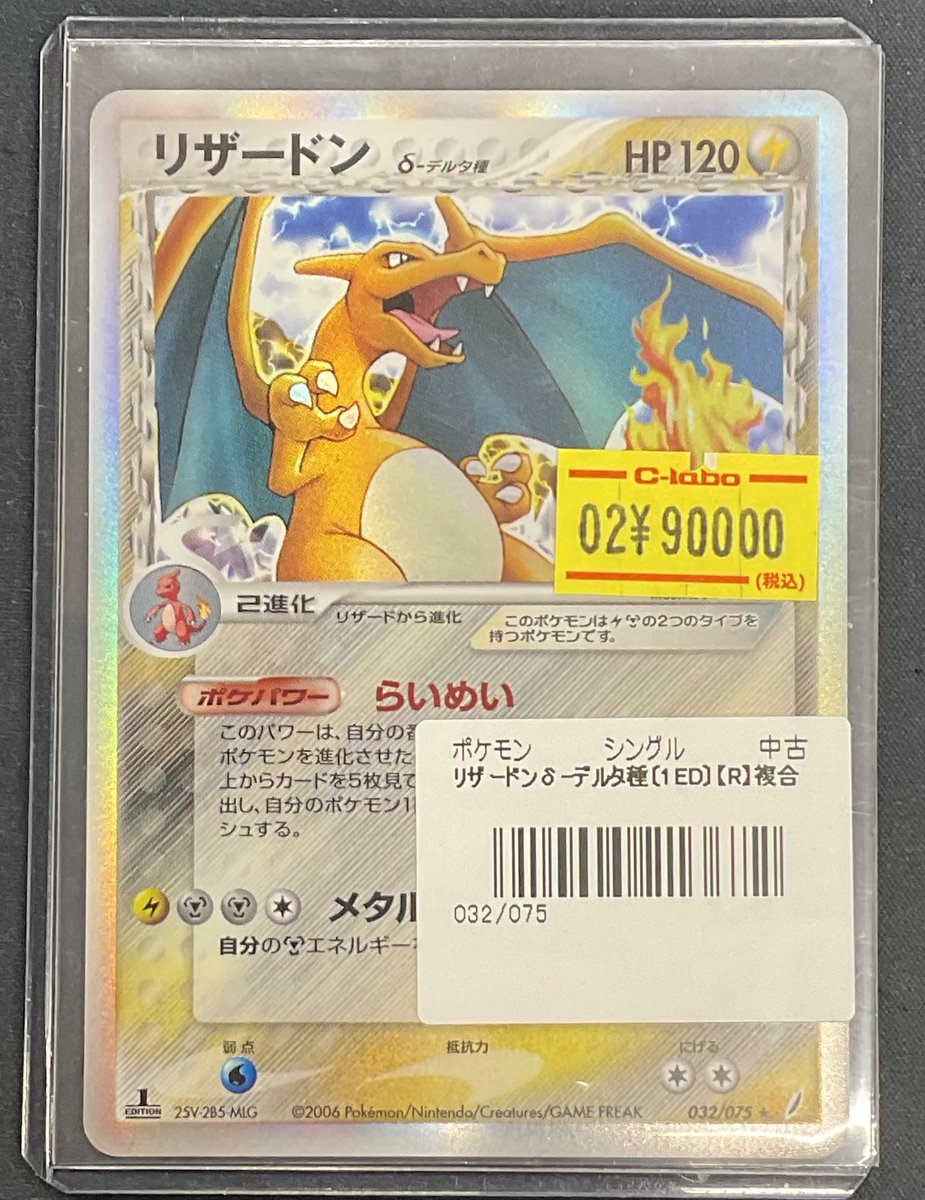 リザードン δ-デルタ種 HP 120
C-labo
02¥90000
(税込)
2進化 リザードから進化
このポケモンは
の2つのタイプを
持つポケモンです。
ポケパワー らいめい
このパワーは、自分の番
ポケモンを進化させた
上からカードを5枚見て
出し、自分のポケモン1
シュする。
ポケモン シングル 中古
リザードンδ-デルタ種〔1ED〕【R】複合
032/075
メタル
自分の
エネルギー
弱点 抵抗力 にげる
1 EDITION 25V-2B5-MLG ©2006 Pokémon/Nintendo/Creatures/GAME FREAK 032/075 ★